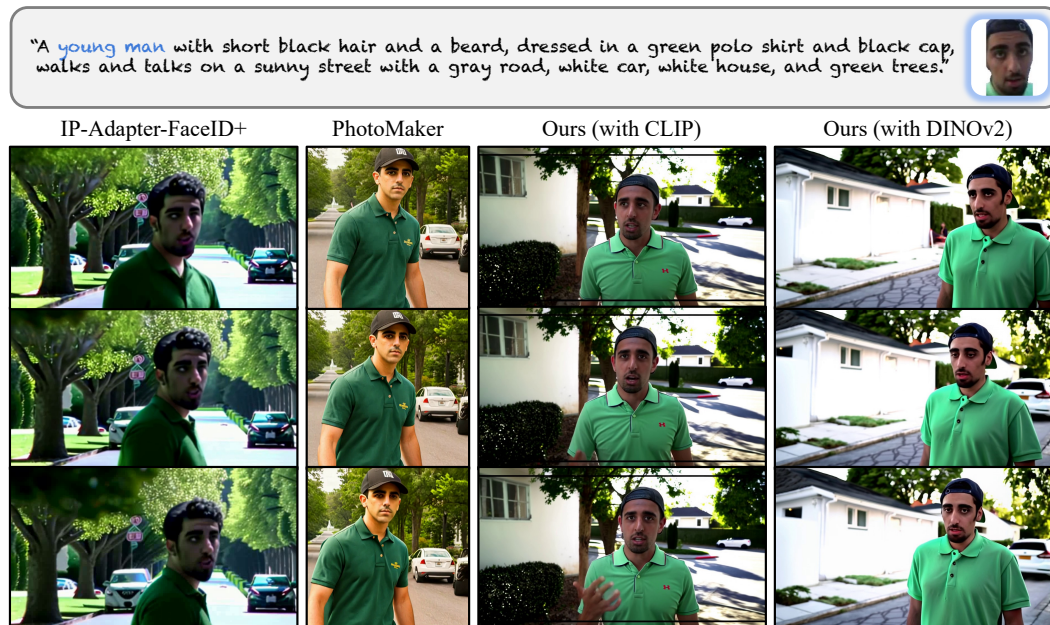 “A young man with short black hair and a beard, dressed in a green polo shirt and black cap,
walks and talks on a sunny street with a gray road, white car, white house, and green trees.”
IP-Adapter-FaceID+
PhotoMaker
Ours (with CLIP)
Ours (with DINOv2)